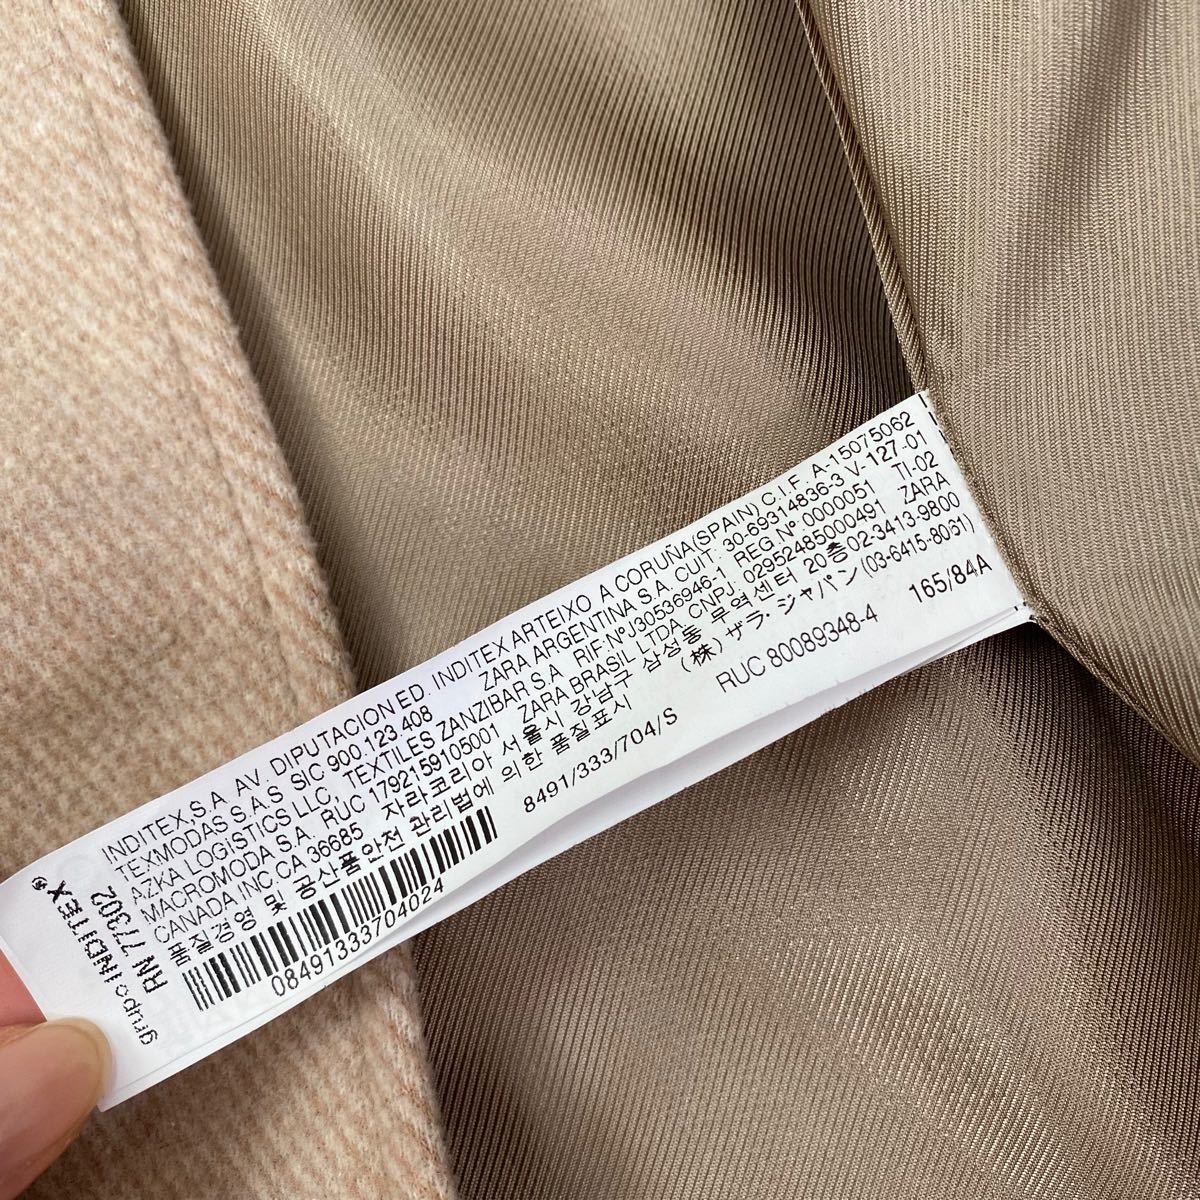 INDITEX,S.A. AV. DIPUTACION ED. INDITEX ARTEIXO A CORUÑA(SPAIN) C.I.F. A-15075062
TEXMODAS S.A.S SIC 900.123.408 ZARA ARGENTINA S.A. CUIT: 30-69314836-3 V-127-01
AZKA LOGISTICS LLC, TEXTILES ZANZIBAR S.A RIF-NºJ30536946-1 REG.Nº:0000051 TI-02
MACROMODA S.A. RUC 1792159105001 ZARA BRASIL LTDA. CNPJ. 02952485000491 ZARA
CANADA INC.CA 36685 자라코리아 서울시 강남구 삼성동 무역센터 20층 02-3413-9800
품질경영 및 공산품안전 관리법에 의한 품질표시 (株) ザラ・ジャパン (03-6415-8061)
8491/333/704/S RUC 80089348-4 165/84A
08491333704024
grupo INDITEX®
RN 77302